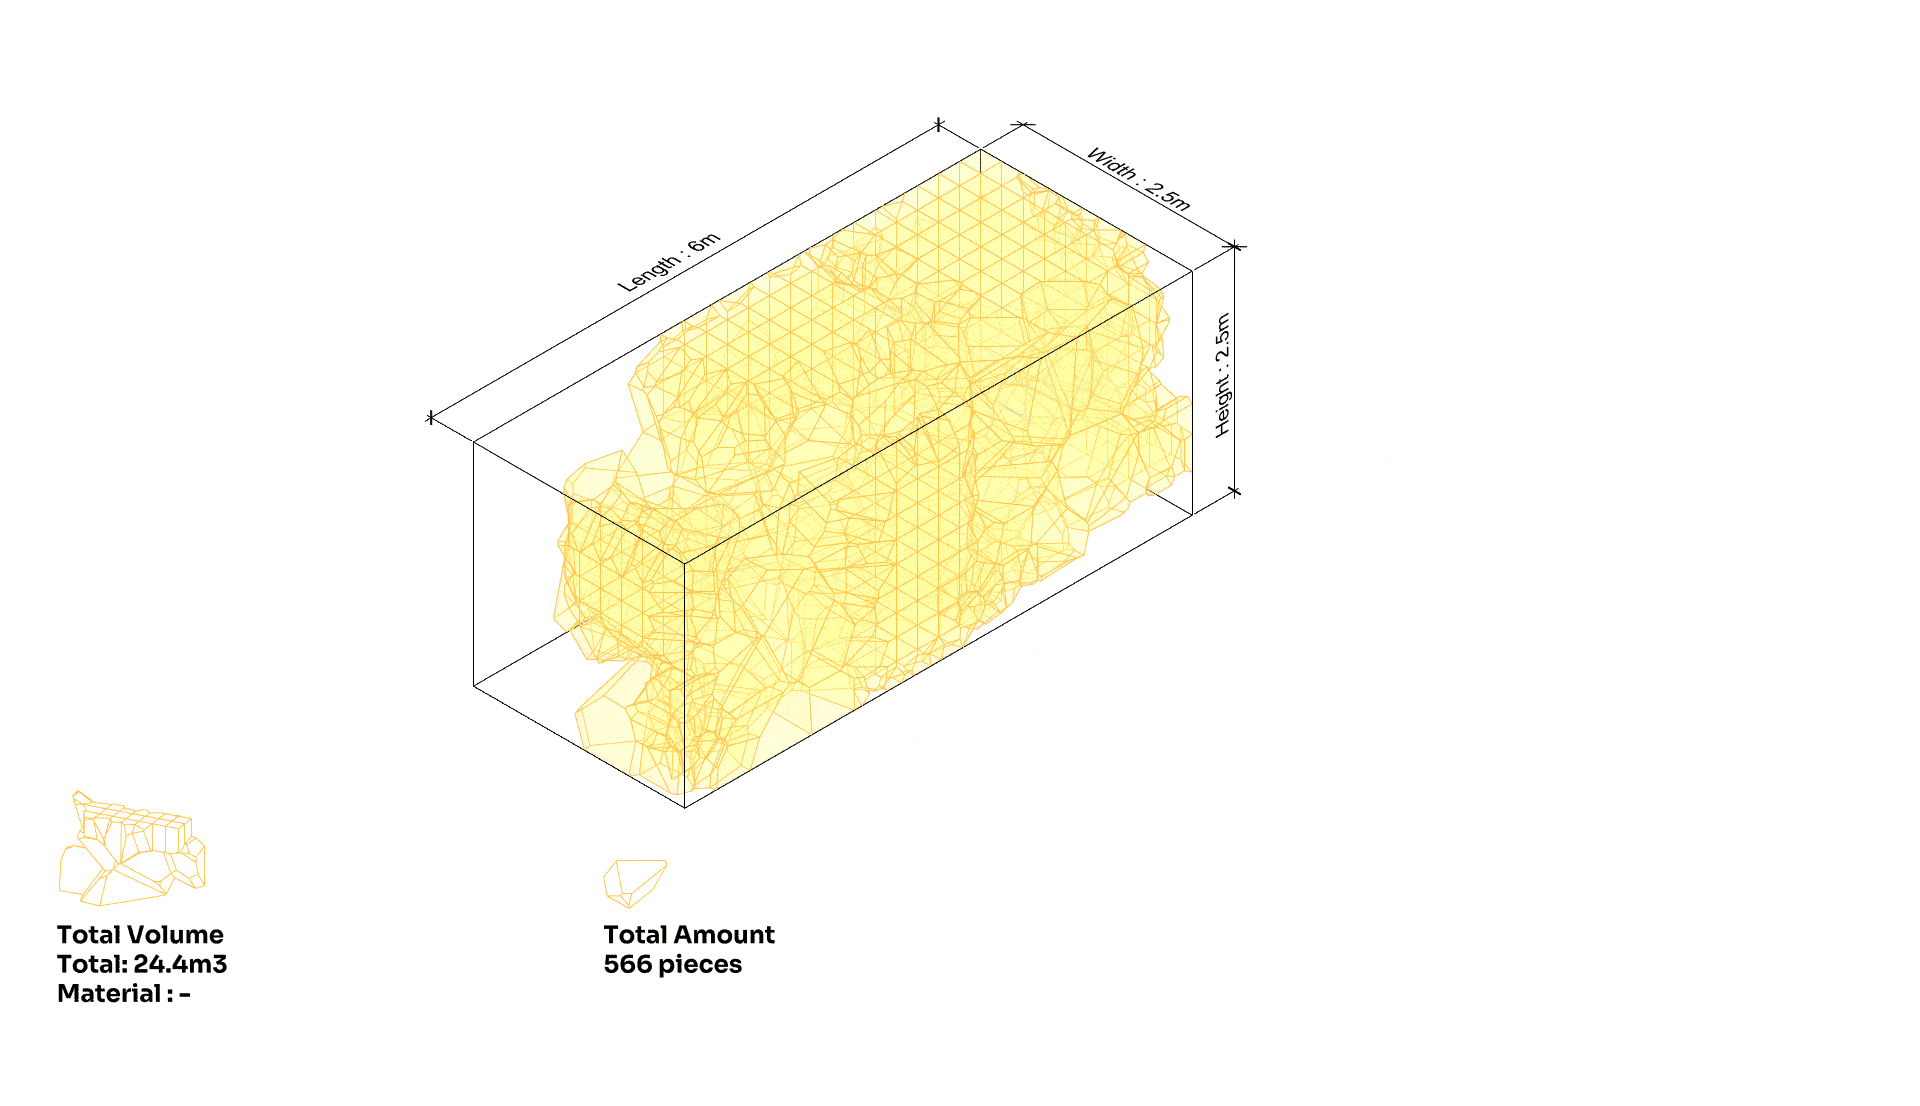 Width : 2.5m
Length : 6m
Height : 2.5m
Total Volume
Total: 24.4m3
Material : -
Total Amount
566 pieces